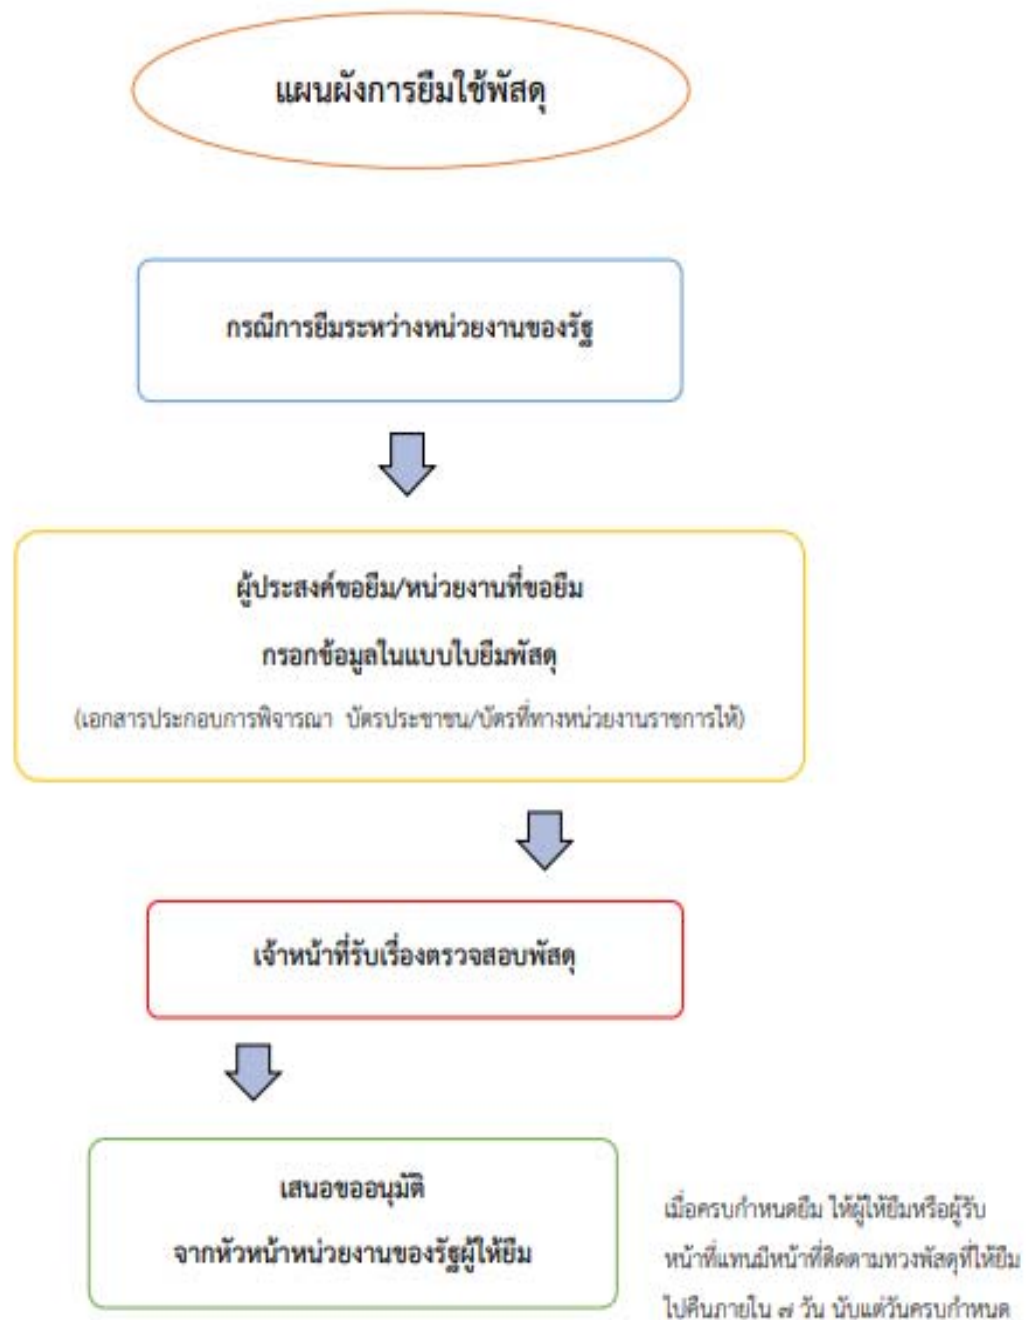 แผนผังการยืมใช้พัสดุ
กรณีการยืมระหว่างหน่วยงานของรัฐ
ผู้ประสงค์ขอยืม/หน่วยงานที่ขอยืม
กรอกข้อมูลในแบบใบยืมพัสดุ
(เอกสารประกอบการพิจารณา บัตรประชาชน/บัตรที่ทางหน่วยงานราชการให้)
เจ้าหน้าที่รับเรื่องตรวจสอบพัสดุ
เสนอขออนุมัติ
จากหัวหน้าหน่วยงานของรัฐผู้ให้ยืม
เมื่อครบกำหนดยืม ให้ผู้ให้ยืมหรือผู้รับ
หน้าที่แทนมีหน้าที่ติดตามทวงพัสดุที่ให้ยืม
ไปคืนภายใน ๗ วัน นับแต่วันครบกำหนด